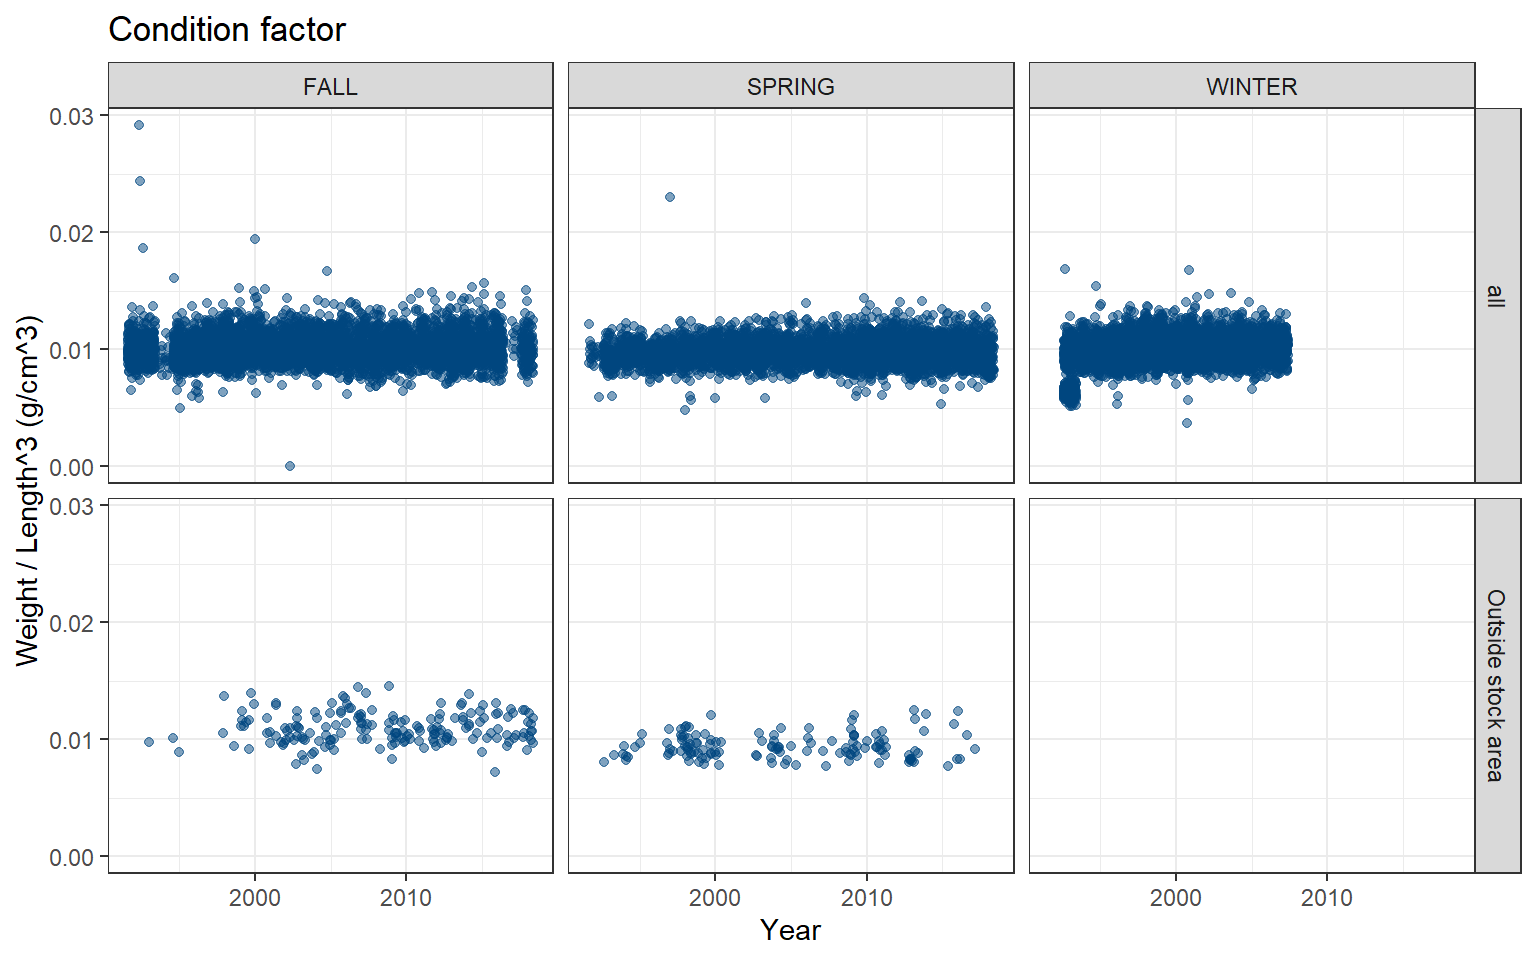 Condition factor
FALL
SPRING
WINTER
Weight / Length^3 (g/cm^3)
0.03
0.02
0.01
0.00
all
0.03
0.02
0.01
0.00
Outside stock area
2000
2010
2000
2010
2000
2010
Year